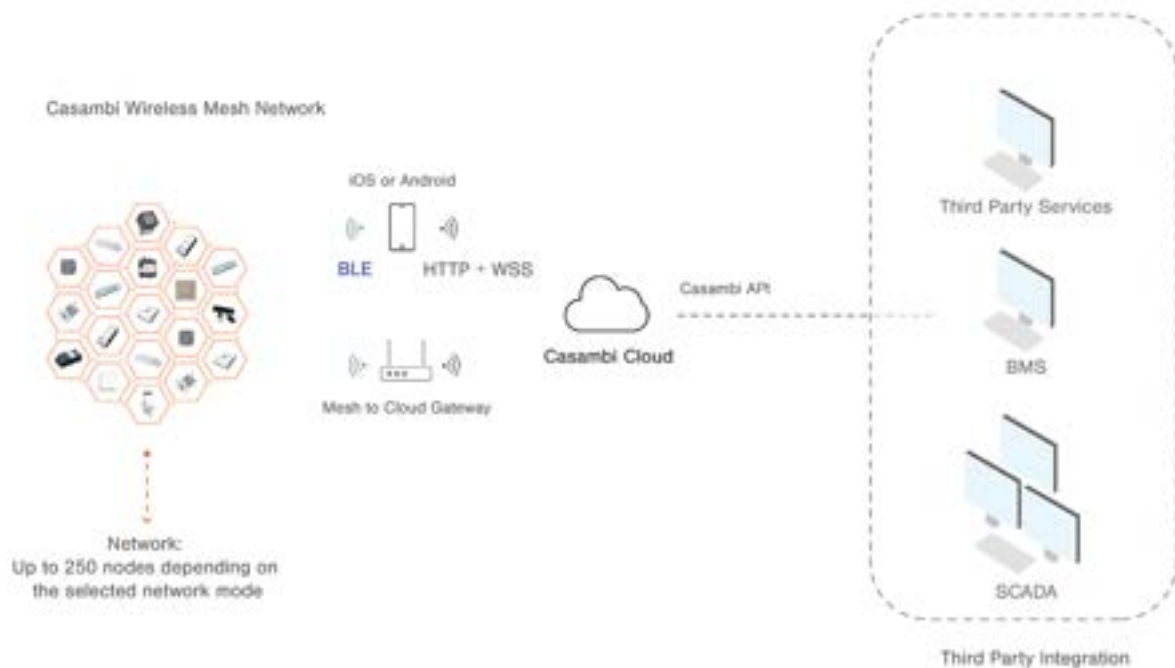 Casambi Wireless Mesh Network
iOS or Android
BLE
HTTP + WSS
Mesh to Cloud Gateway
Casambi Cloud
Casambi API
Third Party Services
BMS
SCADA
Third Party Integration
Network:
Up to 250 nodes depending on
the selected network mode